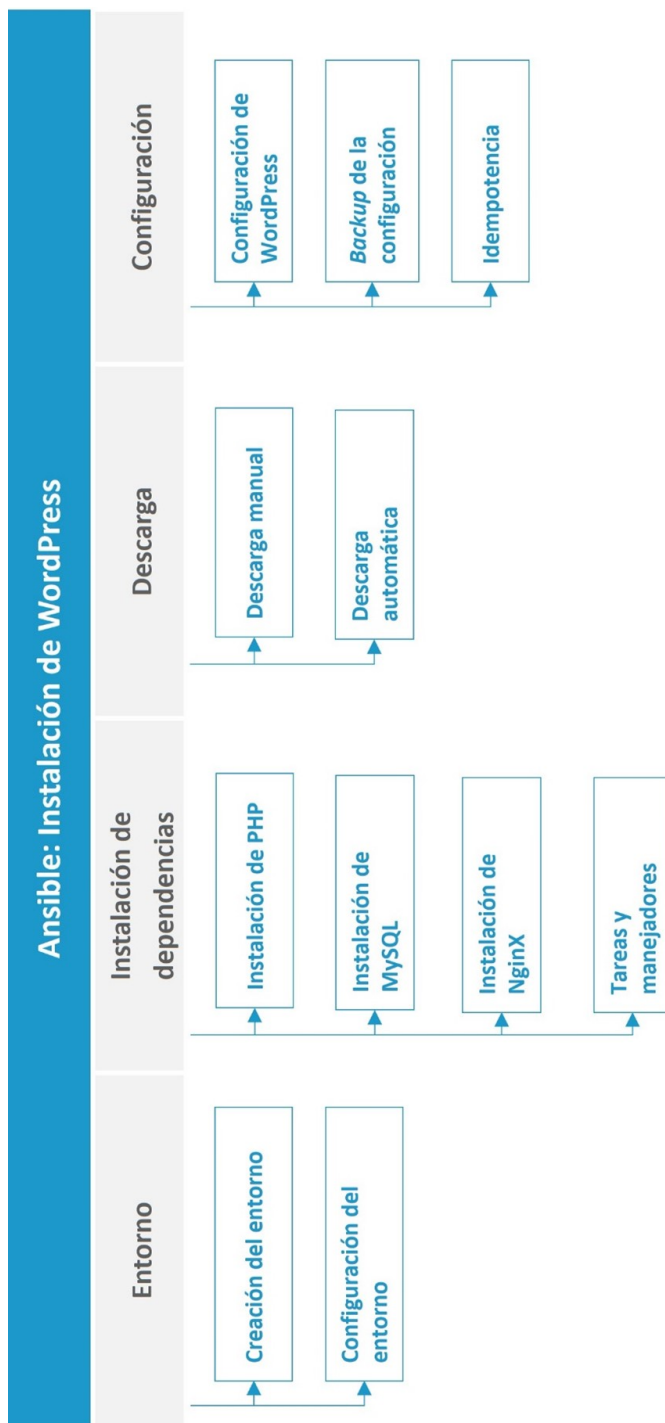 Ansible: Instalación de WordPress
Entorno
Creación del entorno
Configuración del
entorno
Instalación de
dependencias
Instalación de PHP
Instalación de
MySQL
Instalación de
NginX
Tareas y
manejadores
Descarga
Descarga manual
Descarga
automática
Configuración
Configuración de
WordPress
Backup de la
configuración
Idempotencia